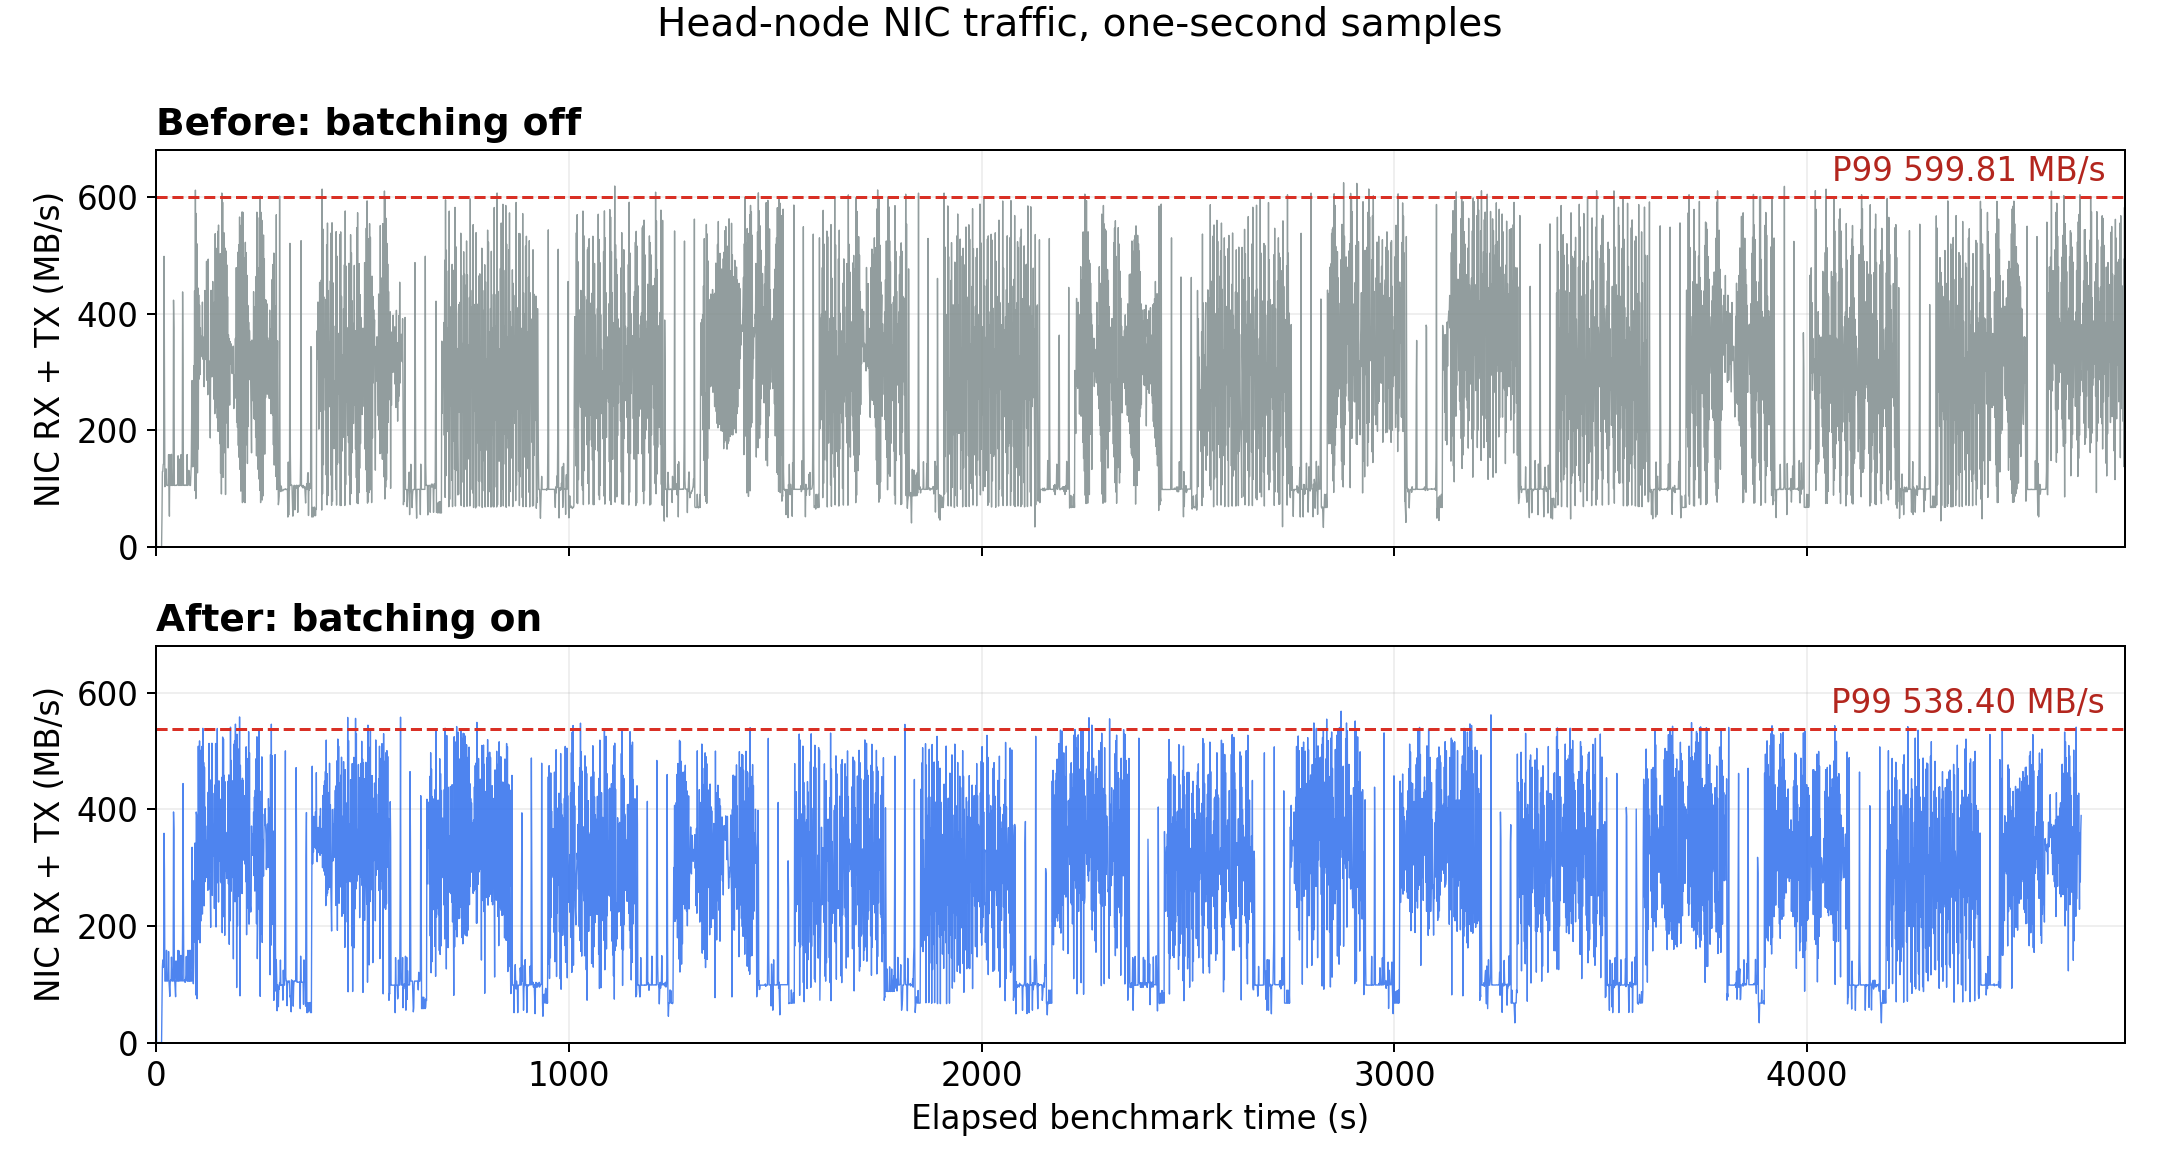 Head-node NIC traffic, one-second samples
Before: batching off
P99 599.81 MB/s
NIC RX + TX (MB/s)
600
400
200
0
After: batching on
P99 538.40 MB/s
NIC RX + TX (MB/s)
600
400
200
0
0 1000 2000 3000 4000
Elapsed benchmark time (s)